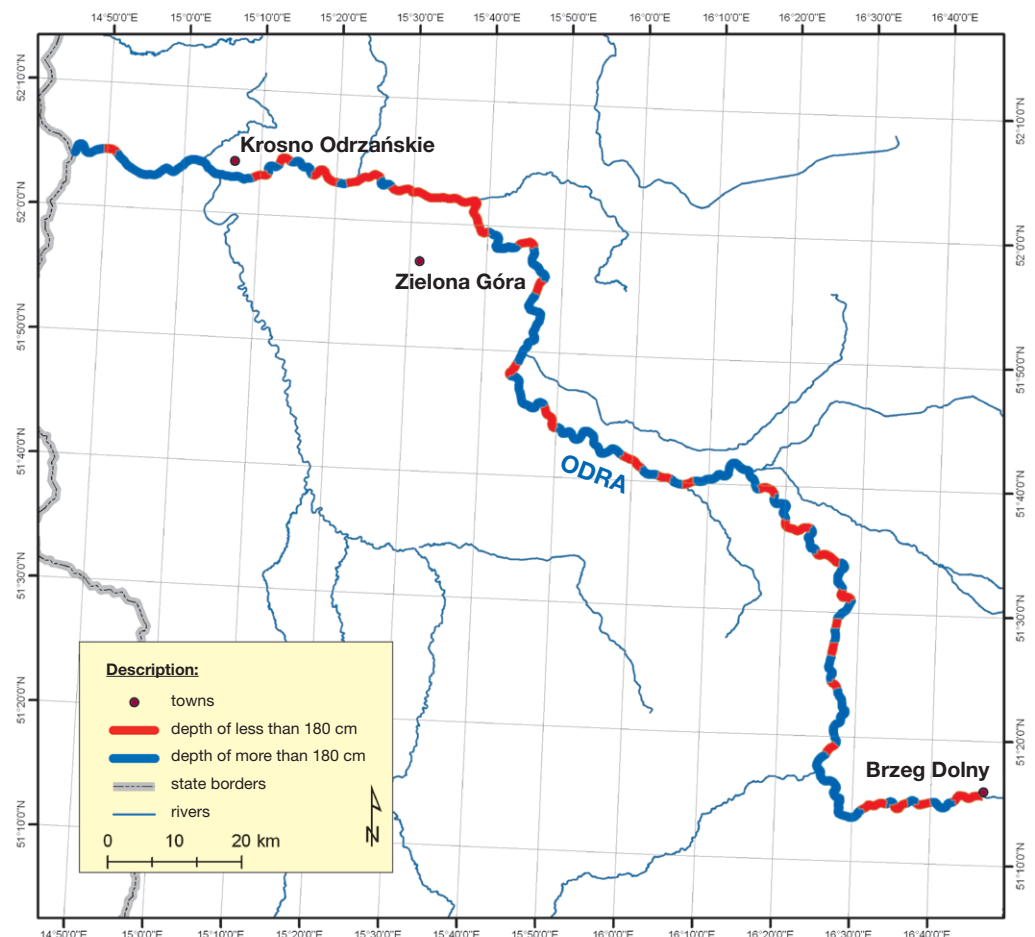 14°50'0"E 15°0'0"E 15°10'0"E 15°20'0"E 15°30'0"E 15°40'0"E 15°50'0"E 16°0'0"E 16°10'0"E 16°20'0"E 16°30'0"E 16°40'0"E
52°10'0"N
52°10'0"N
Krosno Odrzańskie
52°0'0"N
52°0'0"N
Zielona Góra
51°50'0"N
51°50'0"N
51°40'0"N
ODRA
51°40'0"N
51°30'0"N
51°30'0"N
Description:
towns
51°20'0"N
depth of less than 180 cm
51°20'0"N
depth of more than 180 cm
Brzeg Dolny
state borders
rivers
51°10'0"N
0 10 20 km
N
51°10'0"N
14°50'0"E 15°0'0"E 15°10'0"E 15°20'0"E 15°30'0"E 15°40'0"E 15°50'0"E 16°0'0"E 16°10'0"E 16°20'0"E 16°30'0"E 16°40'0"E